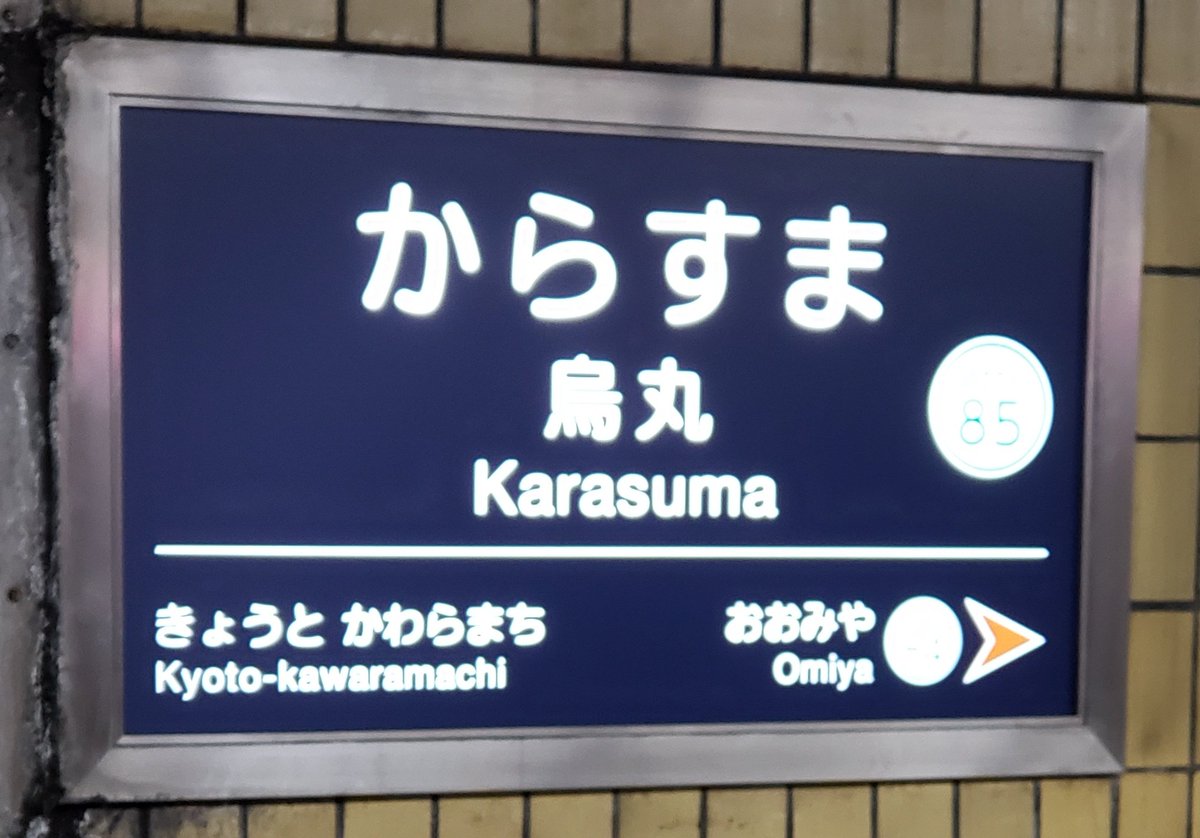 からすま
烏丸
85
Karasuma
きょうと かわらまち
Kyoto-kawaramachi
おおみや
Omiya